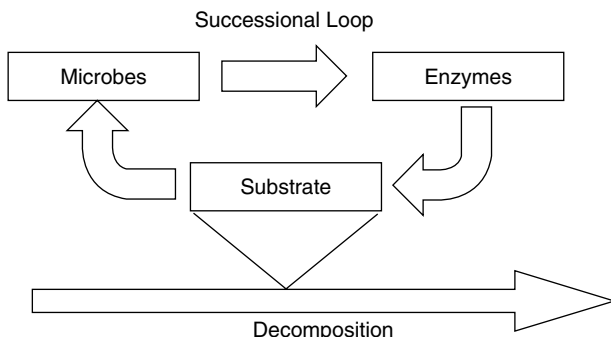 Successional Loop
Microbes
Enzymes
Substrate
Decomposition